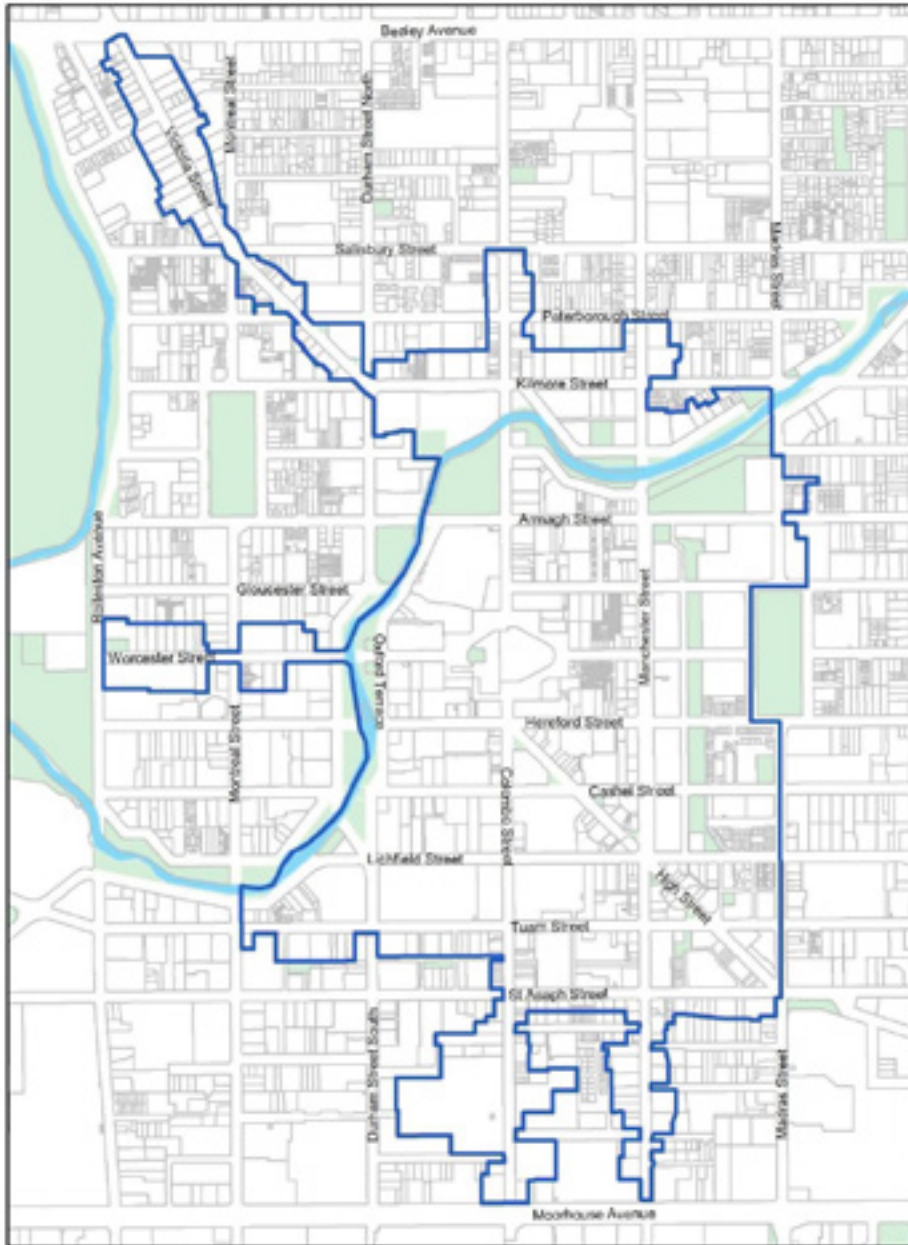 Bealey Avenue
Montreal Street
Durham Street North
Victoria Street
Madras Street
Salisbury Street
Peterborough Street
Kilmore Street
Armagh Street
Rolleston Avenue
Gloucester Street
Manchester Street
Worcester Street
Oxford Terrace
Hereford Street
Montreal Street
Cashel Street
Colombo Street
Lichfield Street
High Street
Tuam Street
St Asaph Street
Durham Street South
Madras Street
Moorhouse Avenue